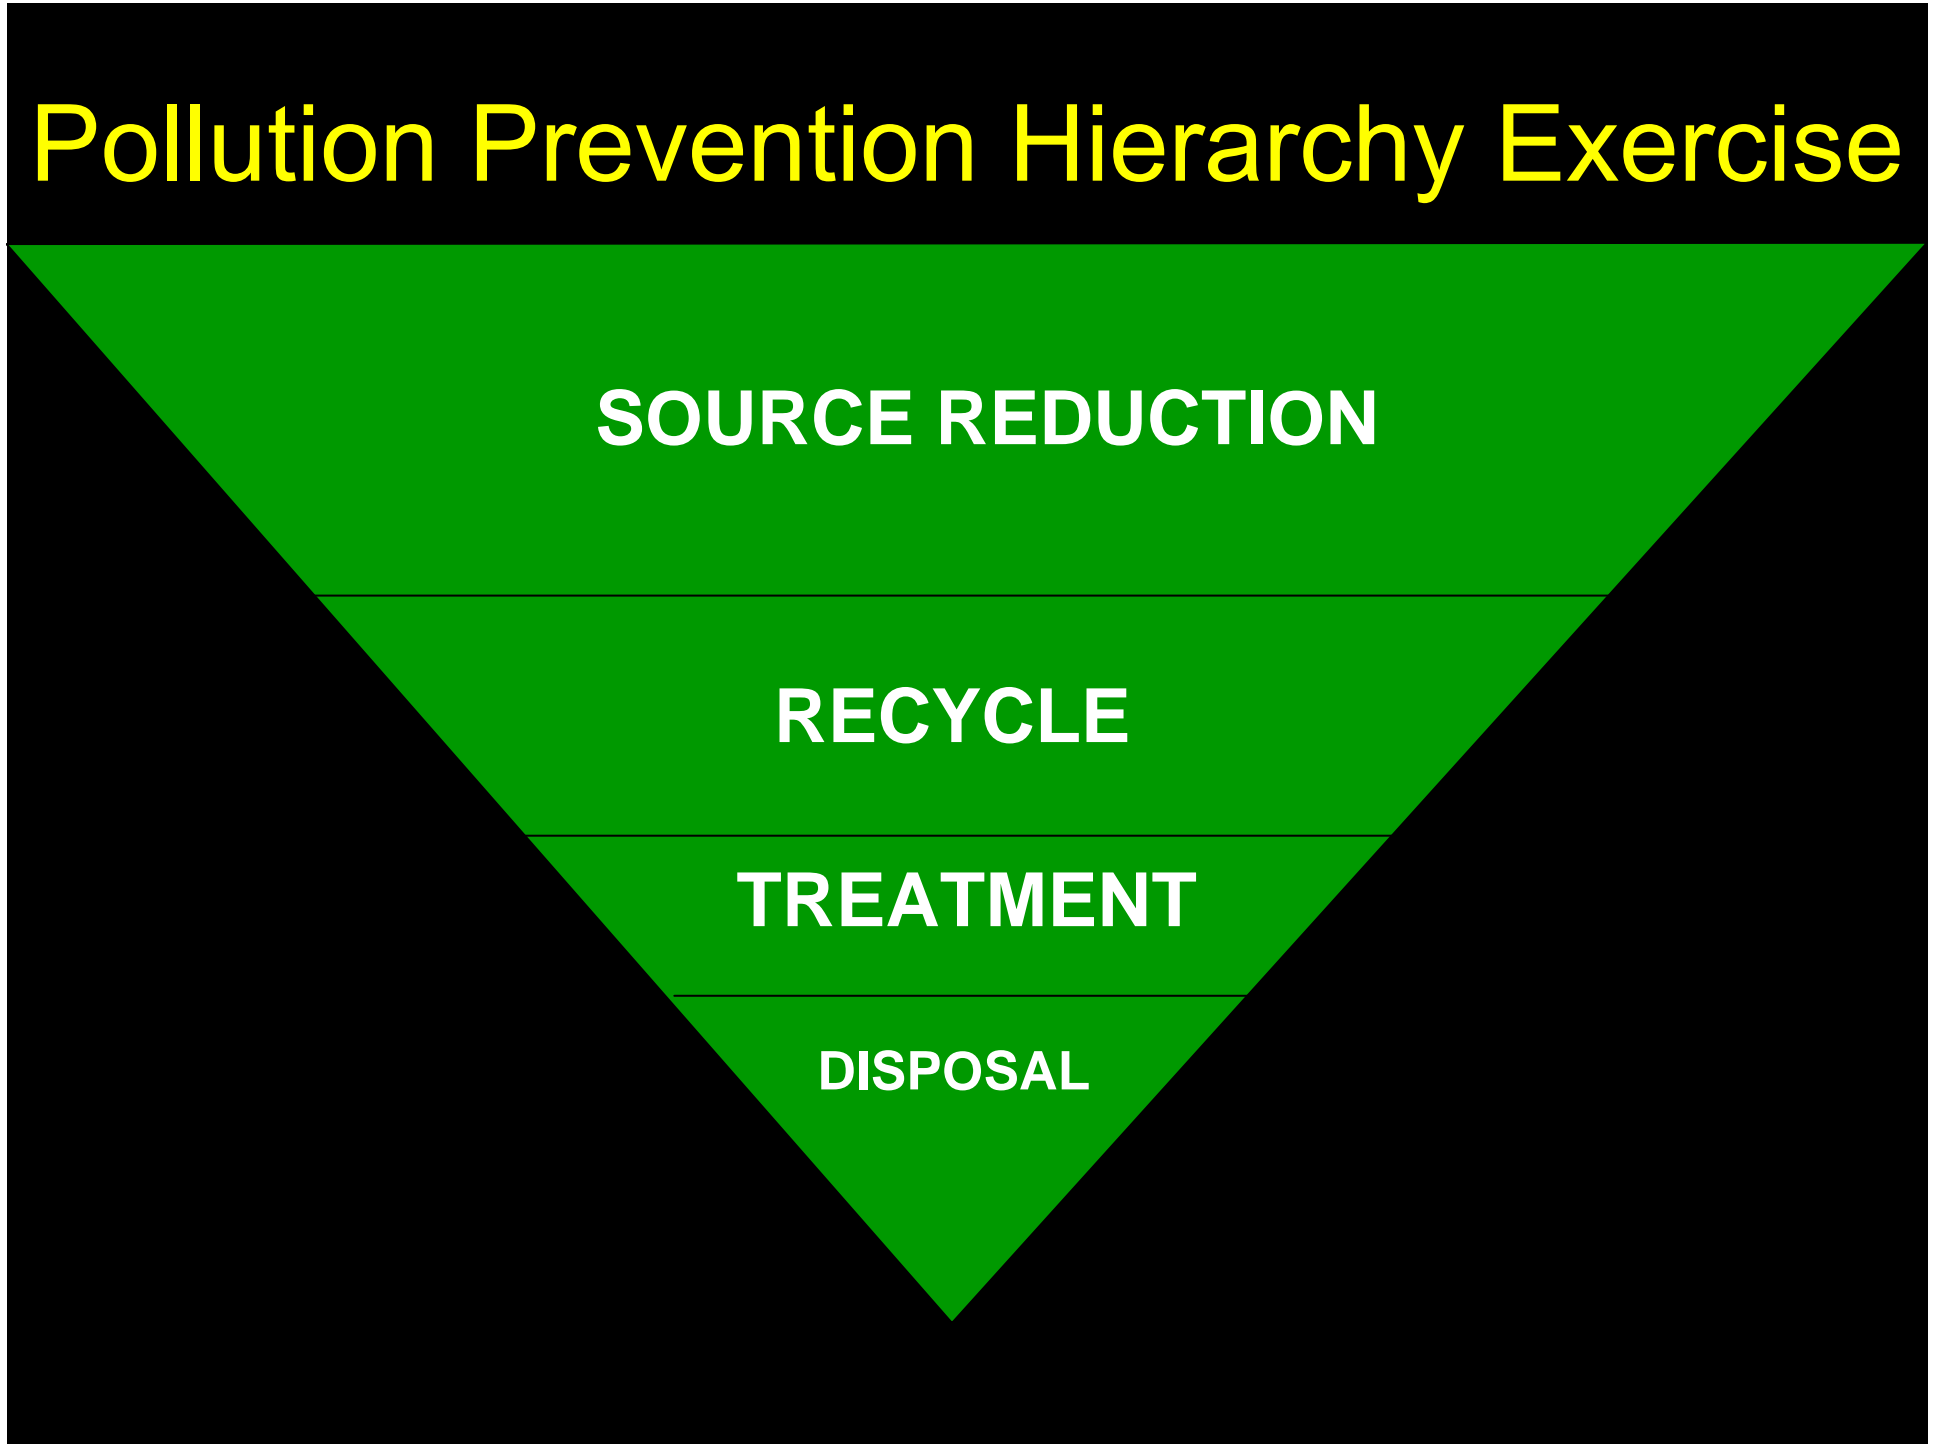 Pollution Prevention Hierarchy Exercise
SOURCE REDUCTION
RECYCLE
TREATMENT
DISPOSAL